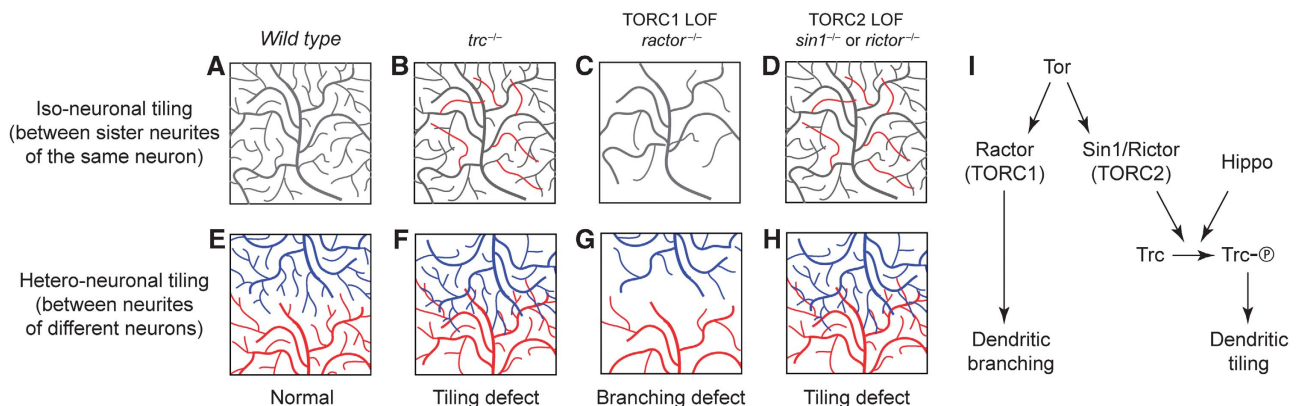 Wild type
trc–/–
TORC1 LOF
ractor–/–
TORC2 LOF
sin1–/– or rictor–/–
A
B
C
D
I
Iso-neuronal tiling
(between sister neurites
of the same neuron)
Tor
Ractor
(TORC1)
Sin1/Rictor
(TORC2)
Hippo
Trc
Trc-Ⓟ
Dendritic
branching
Dendritic
tiling
E
F
G
H
Hetero-neuronal tiling
(between neurites
of different neurons)
Normal
Tiling defect
Branching defect
Tiling defect